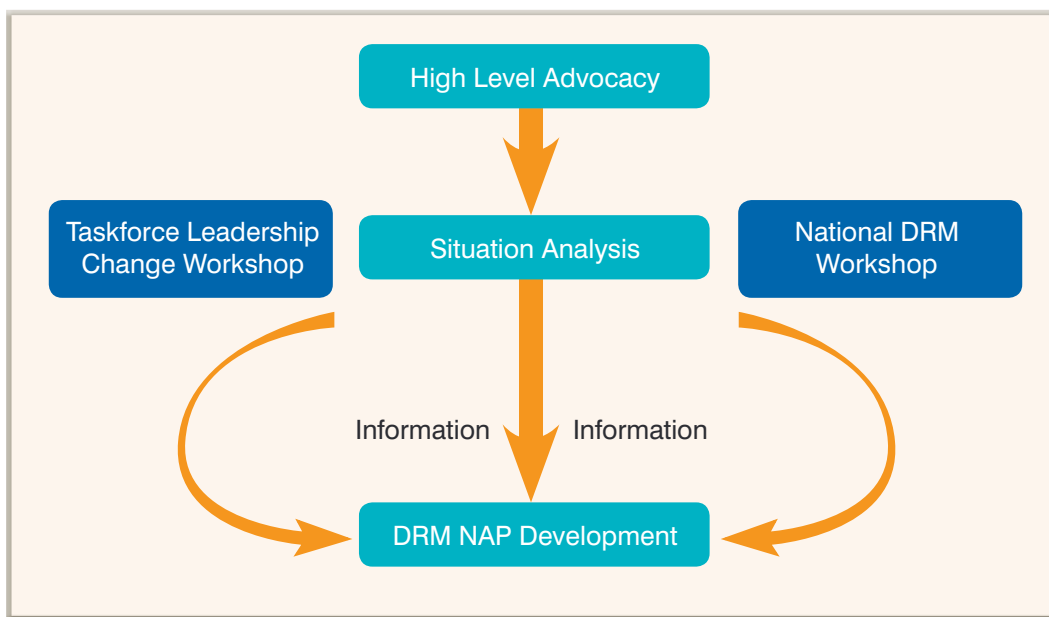 High Level Advocacy
Taskforce Leadership
Change Workshop
Situation Analysis
National DRM
Workshop
Information
Information
DRM NAP Development